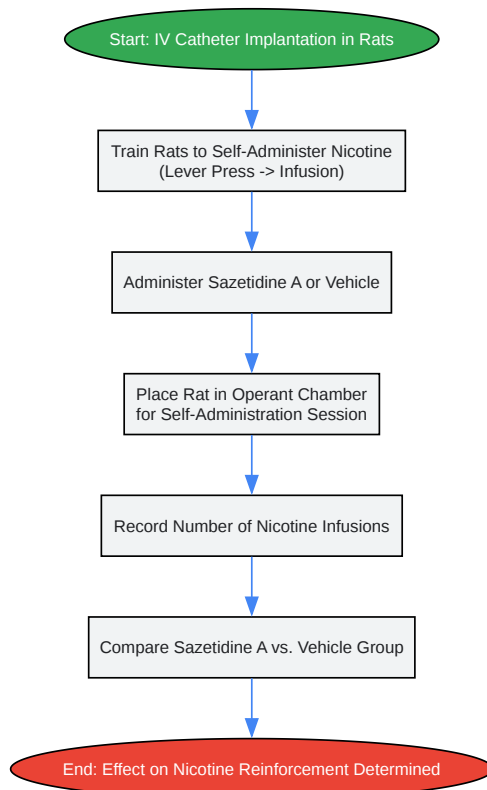 Start: IV Catheter Implantation in Rats
Train Rats to Self-Administer Nicotine
(Lever Press -> Infusion)
Administer Sazetidine A or Vehicle
Place Rat in Operant Chamber
for Self-Administration Session
Record Number of Nicotine Infusions
Compare Sazetidine A vs. Vehicle Group
End: Effect on Nicotine Reinforcement Determined